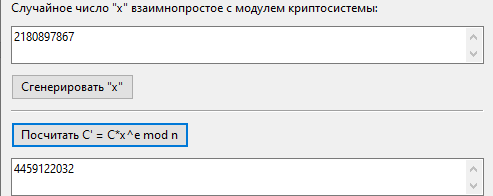 Случайное число "x" взаимнопростое с модулем криптосистемы:
2180897867
Сгенерировать "x"
Посчитать C' = C*x^e mod n
4459122032